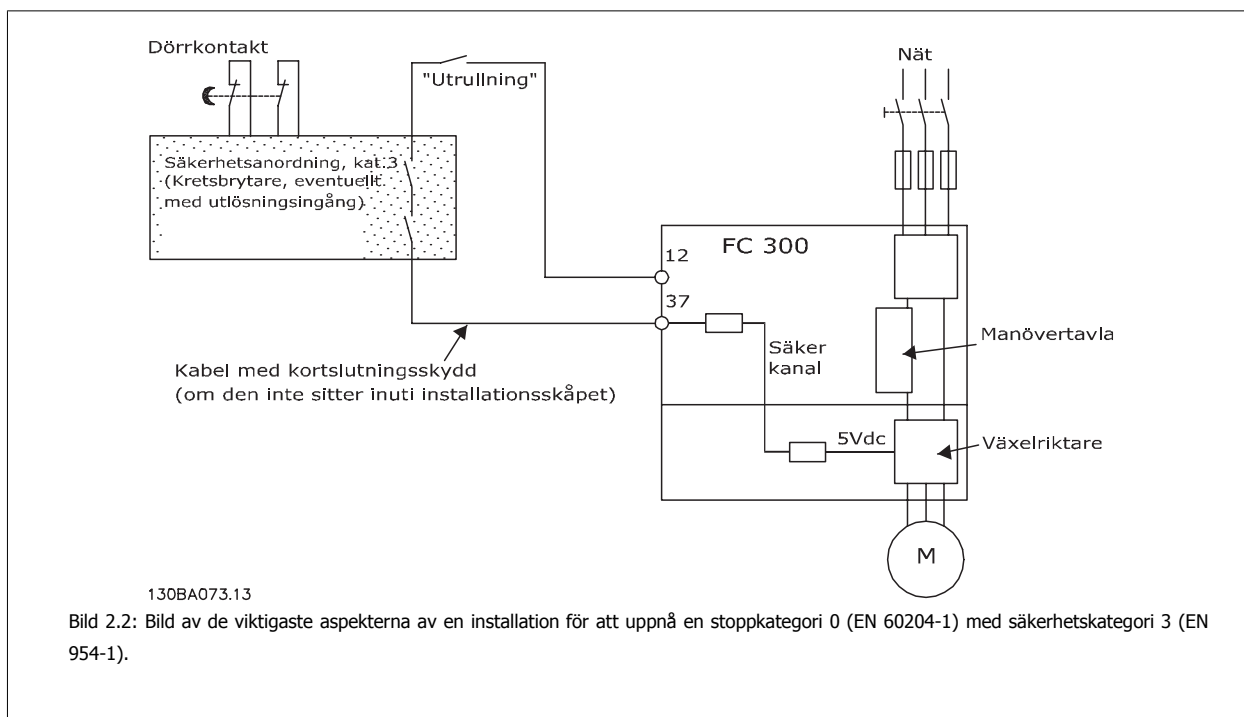 Dörrkontakt
"Utrullning"
Nät
Säkerhetsanordning, kat.3
(Kretsbrytare, eventuellt
med utlösningsingång)
FC 300
12
37
Säker
kanal
Manövertavla
Kabel med kortslutningsskydd
(om den inte sitter inuti installationsskåpet)
5Vdc
Växelriktare
M
130BA073.13
Bild 2.2: Bild av de viktigaste aspekterna av en installation för att uppnå en stoppkategori 0 (EN 60204-1) med säkerhetskategori 3 (EN
954-1).